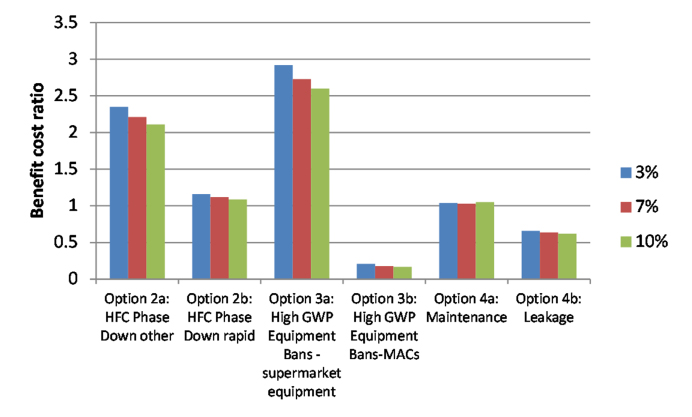 3.5
3
2.5
2
1.5
1
0.5
0
Benefit cost ratio
Option 2a:
HFC Phase
Down other
Option 2b:
HFC Phase
Down rapid
Option 3a:
High GWP
Equipment
Bans -
supermarket
equipment
Option 3b:
High GWP
Equipment
Bans-MACs
Option 4a:
Maintenance
Option 4b:
Leakage
3%
7%
10%